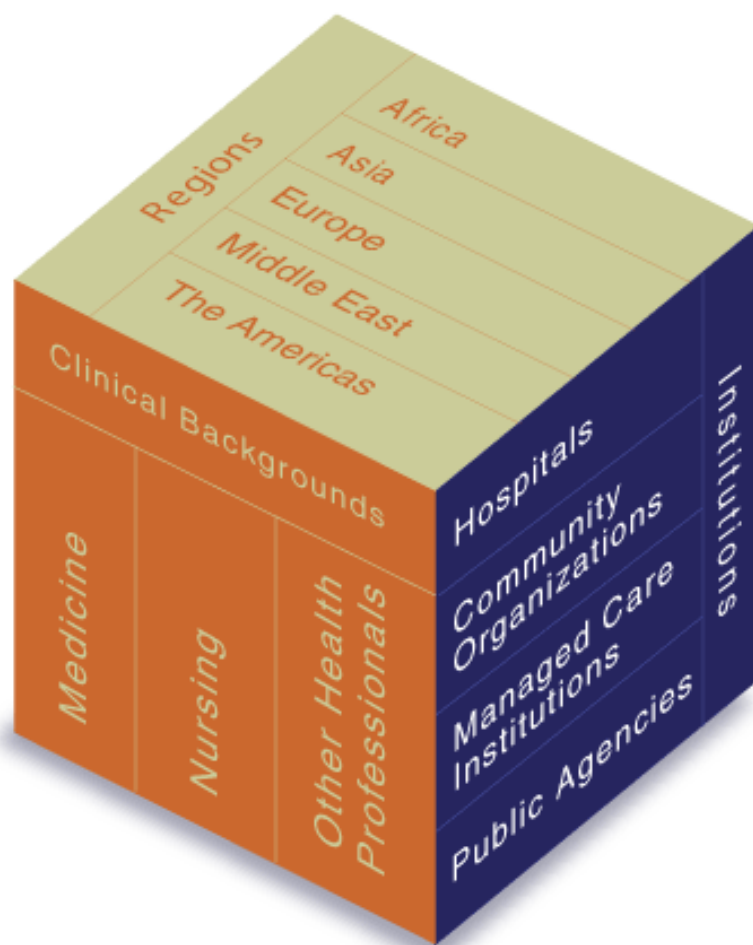 Regions
Africa
Asia
Europe
Middle East
The Americas
Clinical Backgrounds
Medicine
Nursing
Other Health
Professionals
Institutions
Hospitals
Community
Organizations
Managed Care
Institutions
Public Agencies